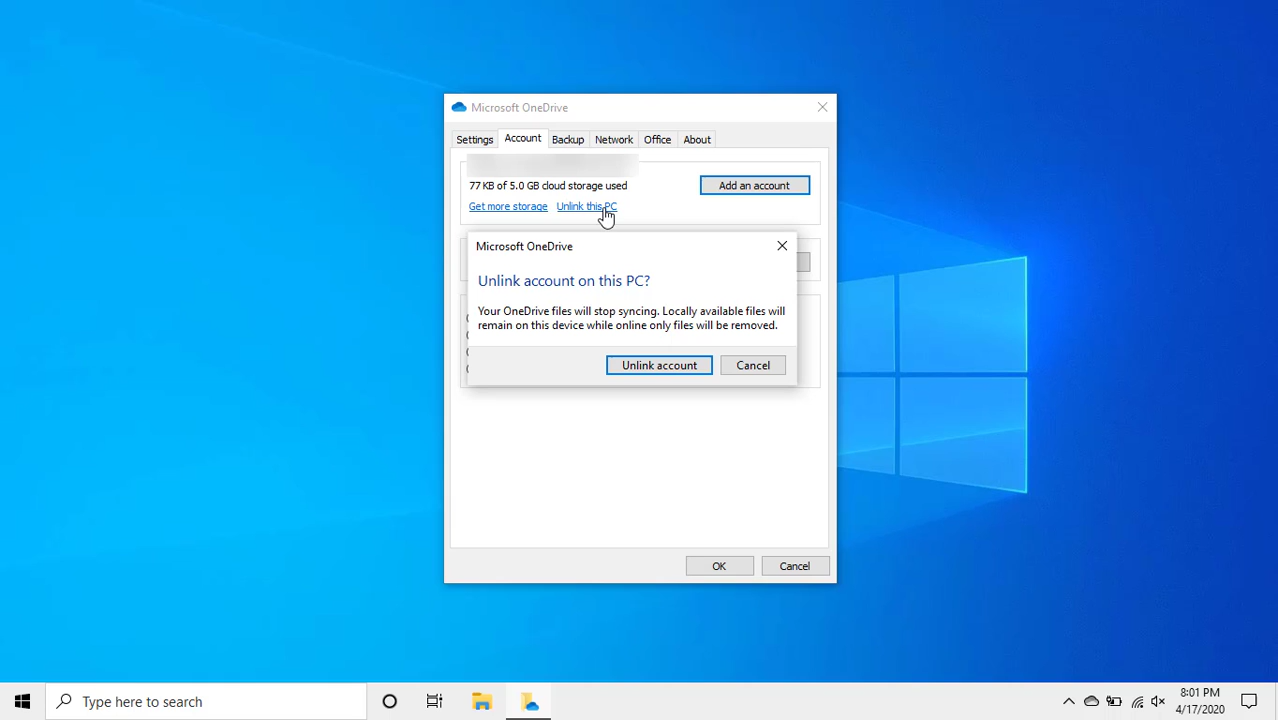 Microsoft OneDrive
Settings Account Backup Network Office About
77 KB of 5.0 GB cloud storage used
Add an account
Get more storage Unlink this PC
Microsoft OneDrive
Unlink account on this PC?
Your OneDrive files will stop syncing. Locally available files will
remain on this device while online only files will be removed.
Unlink account Cancel
OK Cancel
Type here to search
8:01 PM
4/17/2020